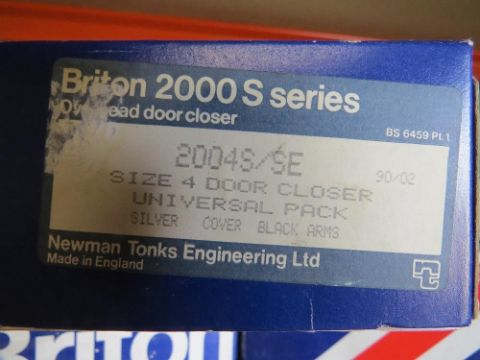 Briton 2000 S series
door closer
BS 6459 Pt.1
2004S/SE 90/02
SIZE 4 DOOR CLOSER
UNIVERSAL PACK
SILVER COVER BLACK ARMS
Newman Tonks Engineering Ltd
Made in England
Briton